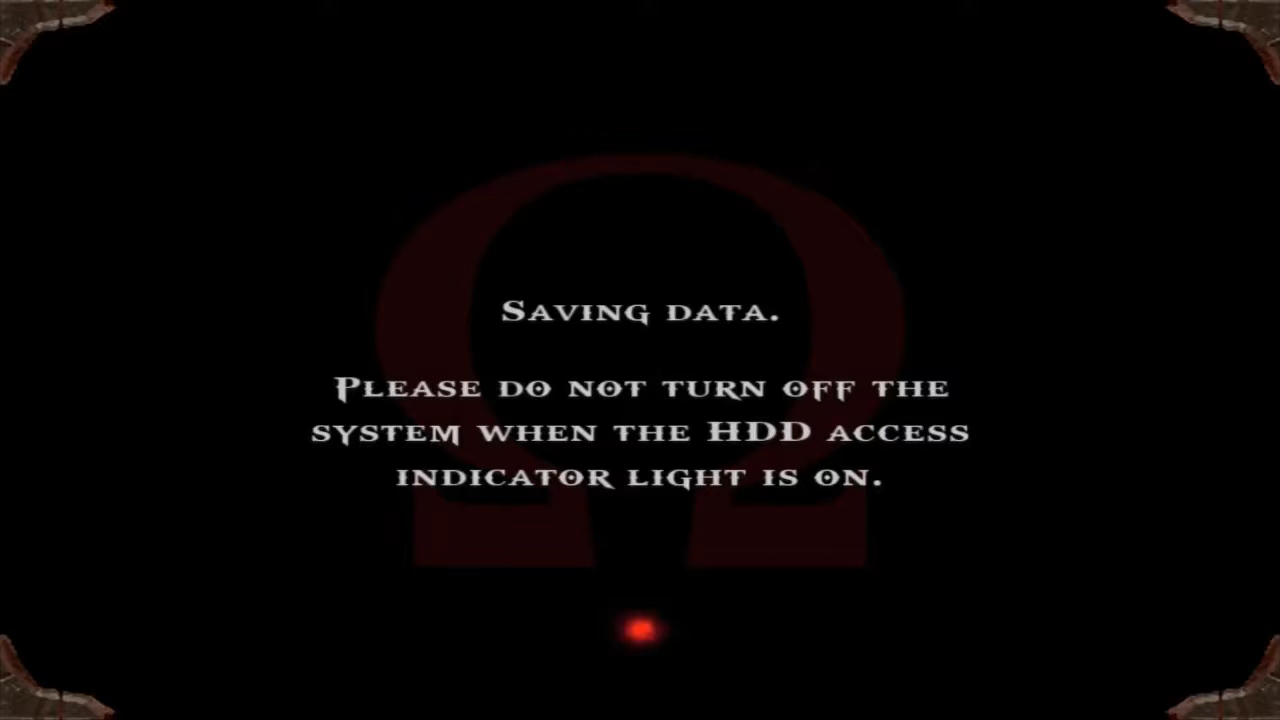 Saving data.
Please do not turn off the
system when the HDD access
indicator light is on.